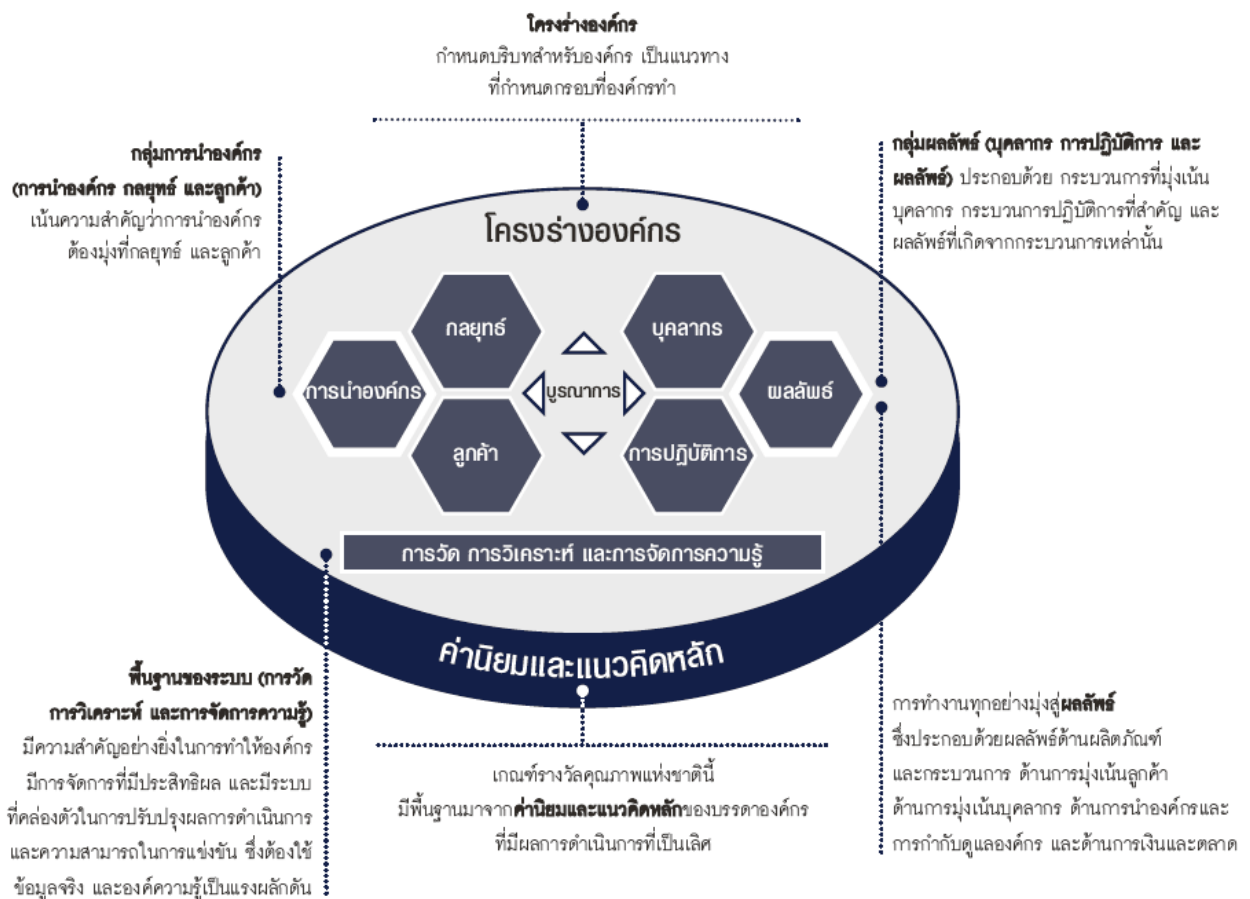 โครงร่างองค์กร
กำหนดบริบทสำหรับองค์กร เป็นแนวทาง
ที่กำหนดกรอบที่องค์กรทำ
กลุ่มการนำองค์กร
(การนำองค์กร กลยุทธ์ และลูกค้า)
เน้นความสำคัญว่าการนำองค์กร
ต้องมุ่งที่กลยุทธ์ และลูกค้า
กลุ่มผลลัพธ์ (บุคลากร การปฏิบัติการ และ
ผลลัพธ์) ประกอบด้วย กระบวนการที่มุ่งเน้น
บุคลากร กระบวนการปฏิบัติการที่สำคัญ และ
ผลลัพธ์ที่เกิดจากกระบวนการเหล่านั้น
โครงร่างองค์กร
กลยุทธ์
บุคลากร
การนำองค์กร
บูรณาการ
ผลลัพธ์
ลูกค้า
การปฏิบัติการ
การวัด การวิเคราะห์ และการจัดการความรู้
ค่านิยมและแนวคิดหลัก
พื้นฐานของระบบ (การวัด
การวิเคราะห์ และการจัดการความรู้)
มีความสำคัญอย่างยิ่งในการทำให้องค์กร
มีการจัดการที่มีประสิทธิผล และมีระบบ
ที่คล่องตัวในการปรับปรุงผลการดำเนินการ
และความสามารถในการแข่งขัน ซึ่งต้องใช้
ข้อมูลจริง และองค์ความรู้เป็นแรงผลักดัน
เกณฑ์รางวัลคุณภาพแห่งชาตินี้
มีพื้นฐานมาจากค่านิยมและแนวคิดหลักของบรรดาองค์กร
ที่มีผลการดำเนินการที่เป็นเลิศ
การทำงานทุกอย่างมุ่งสู่ผลลัพธ์
ซึ่งประกอบด้วยผลลัพธ์ด้านผลิตภัณฑ์
และกระบวนการ ด้านการมุ่งเน้นลูกค้า
ด้านการมุ่งเน้นบุคลากร ด้านการนำองค์กรและ
การกำกับดูแลองค์กร และด้านการเงินและตลาด